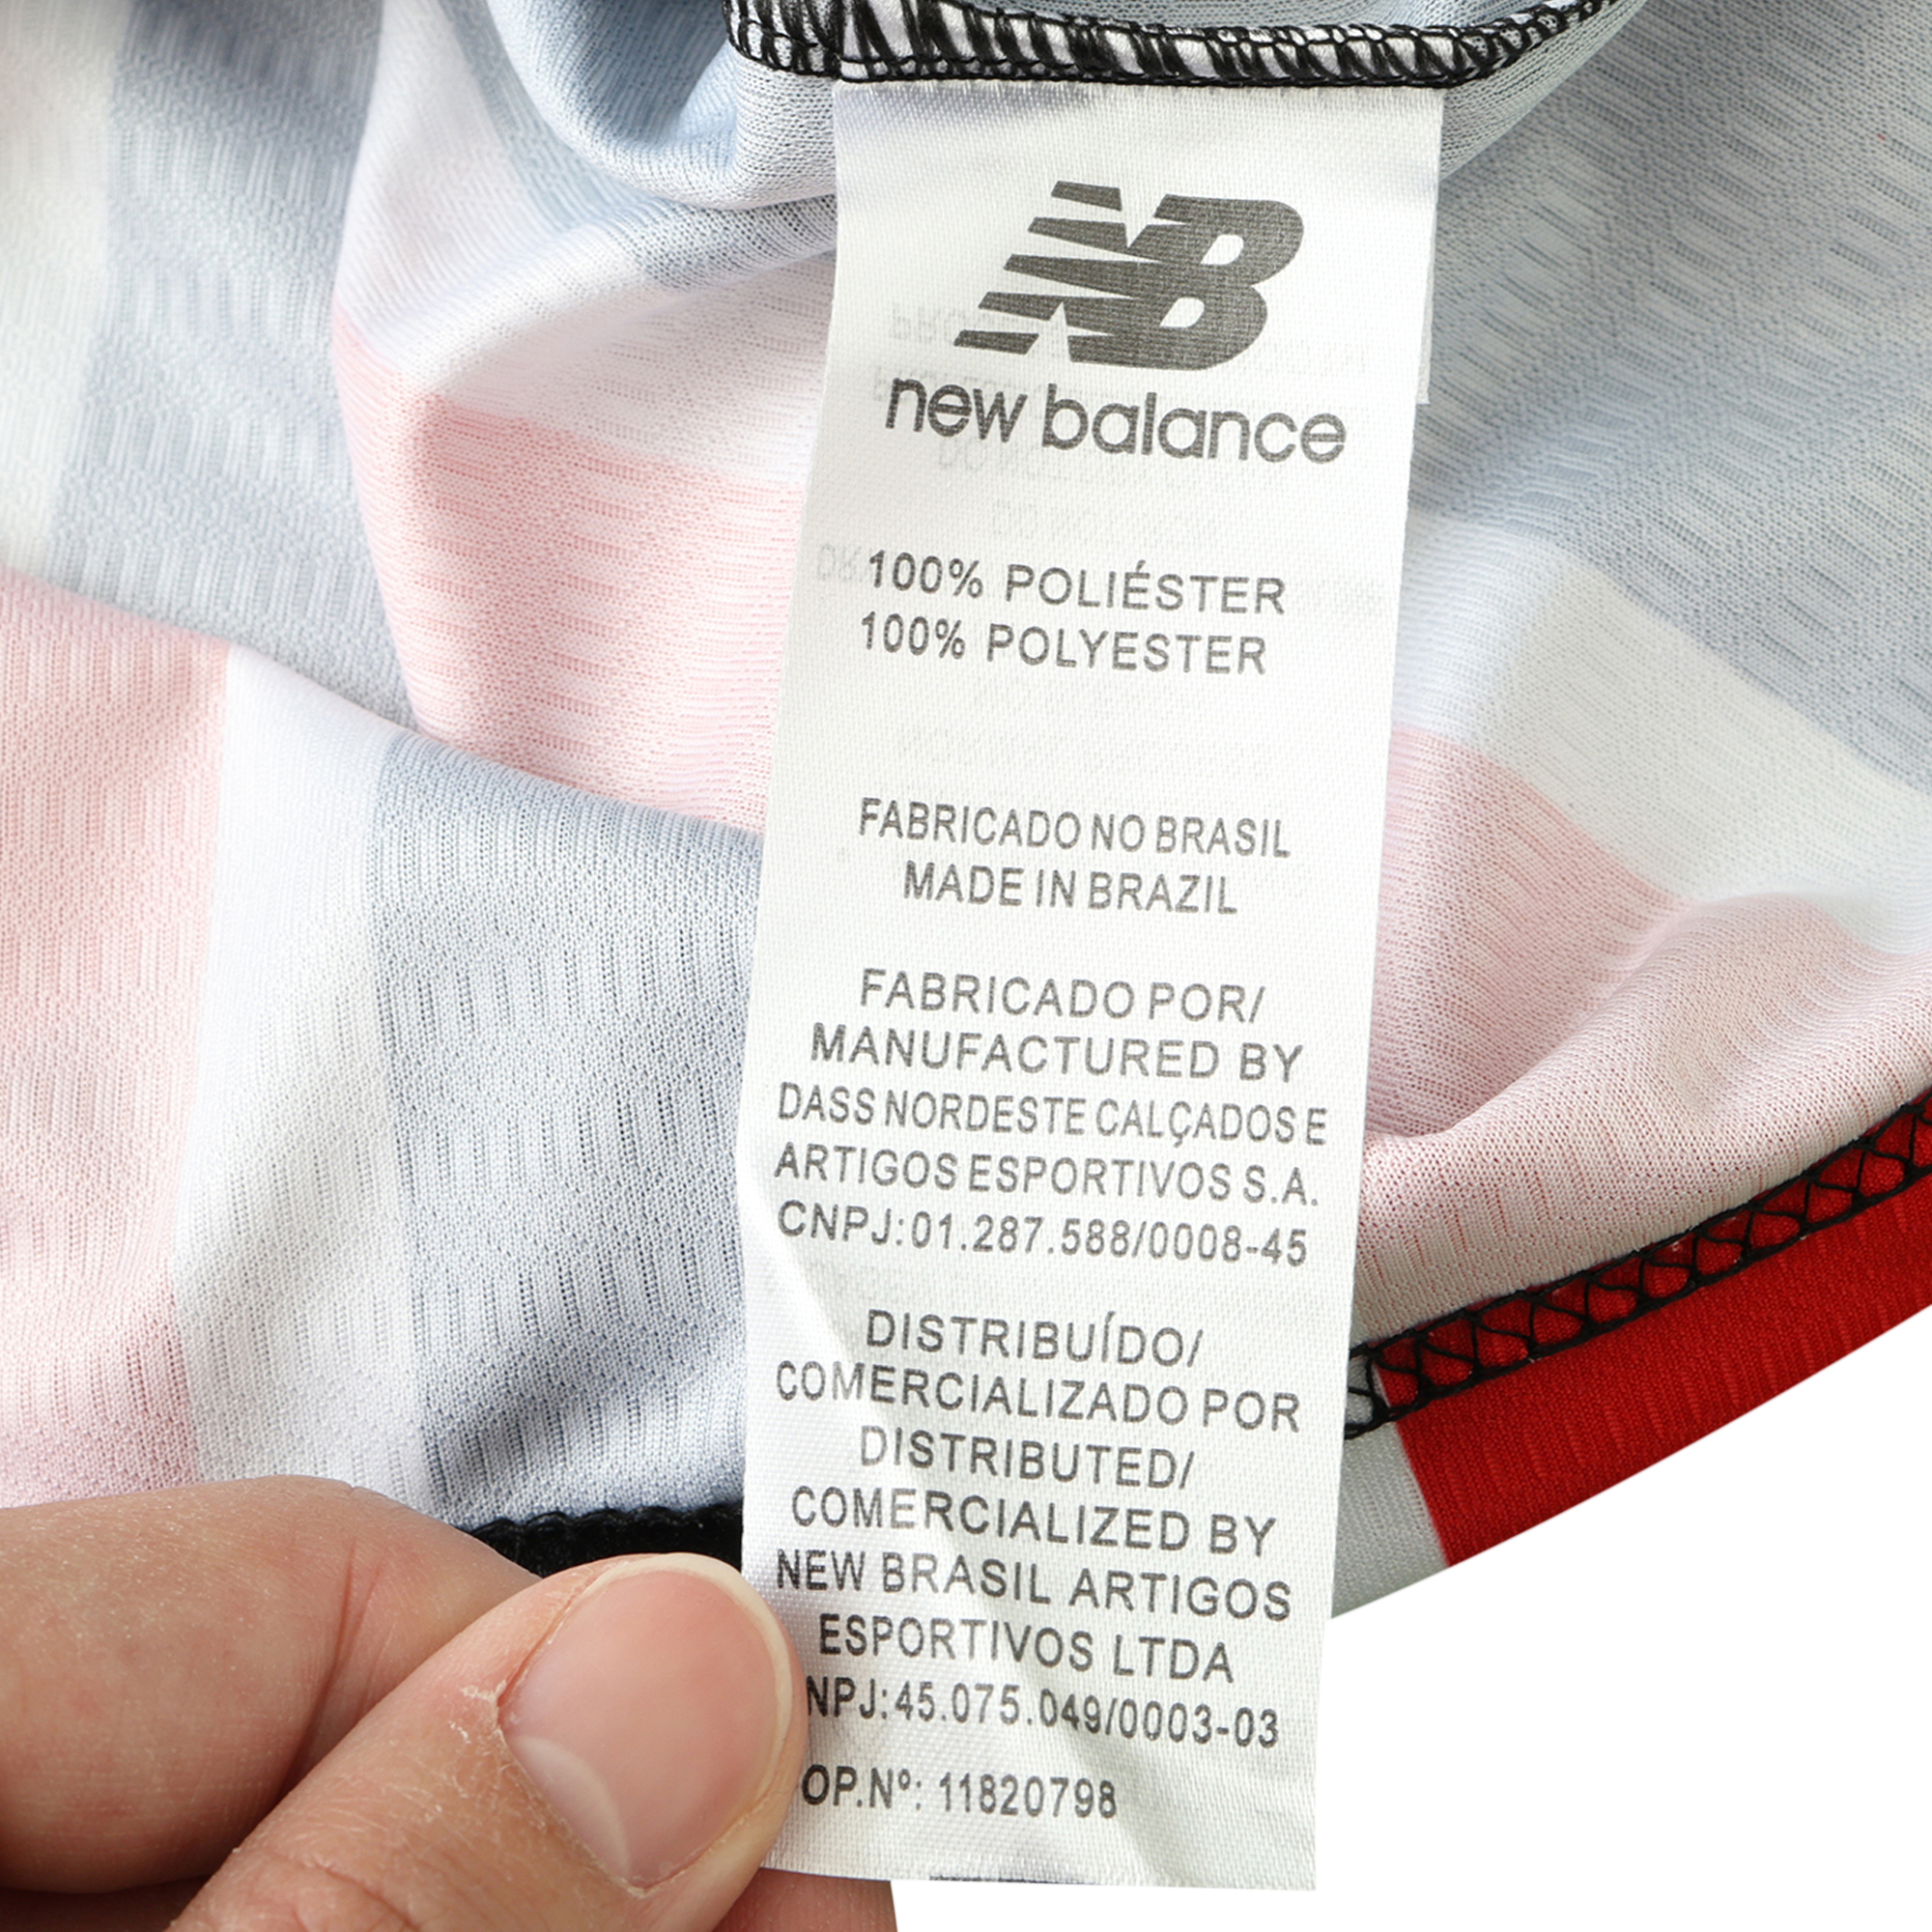 NB
new balance
100% POLIÉSTER
100% POLYESTER
FABRICADO NO BRASIL
MADE IN BRAZIL
FABRICADO POR/
MANUFACTURED BY
DASS NORDESTE CALÇADOS E
ARTIGOS ESPORTIVOS S.A.
CNPJ:01.287.588/0008-45
DISTRIBUÍDO/
COMERCIALIZADO POR
DISTRIBUTED/
COMERCIALIZED BY
NEW BRASIL ARTIGOS
ESPORTIVOS LTDA
NPJ:45.075.049/0003-03
OP.Nº: 11820798